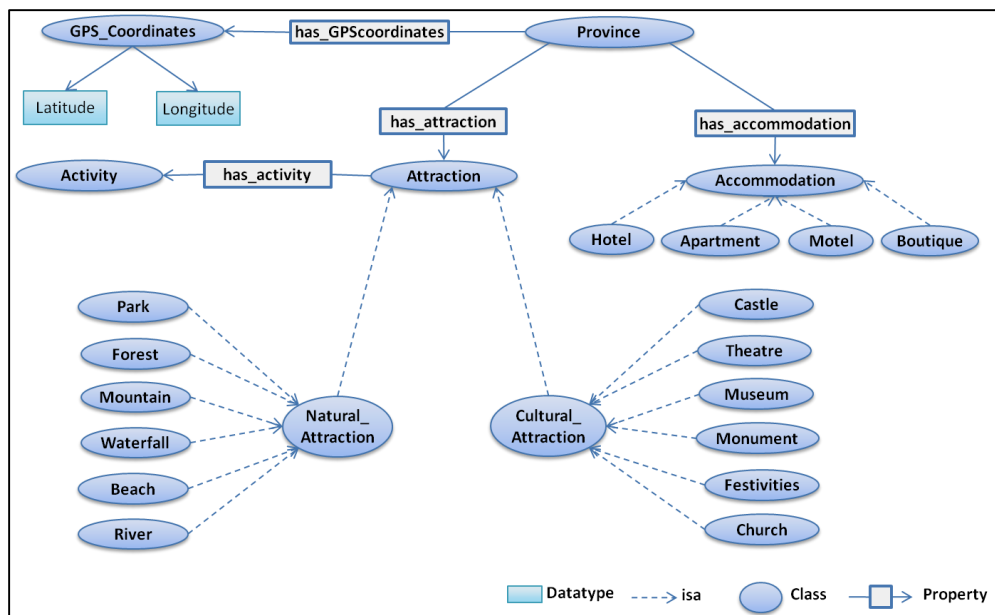 GPS_Coordinates
has_GPScoordinates
Province
Latitude
Longitude
has_attraction
has_accommodation
Activity
has_activity
Attraction
Accommodation
Hotel
Apartment
Motel
Boutique
Park
Forest
Mountain
Waterfall
Beach
River
Natural_
Attraction
Cultural_
Attraction
Castle
Theatre
Museum
Monument
Festivities
Church
Datatype
isa
Class
Property